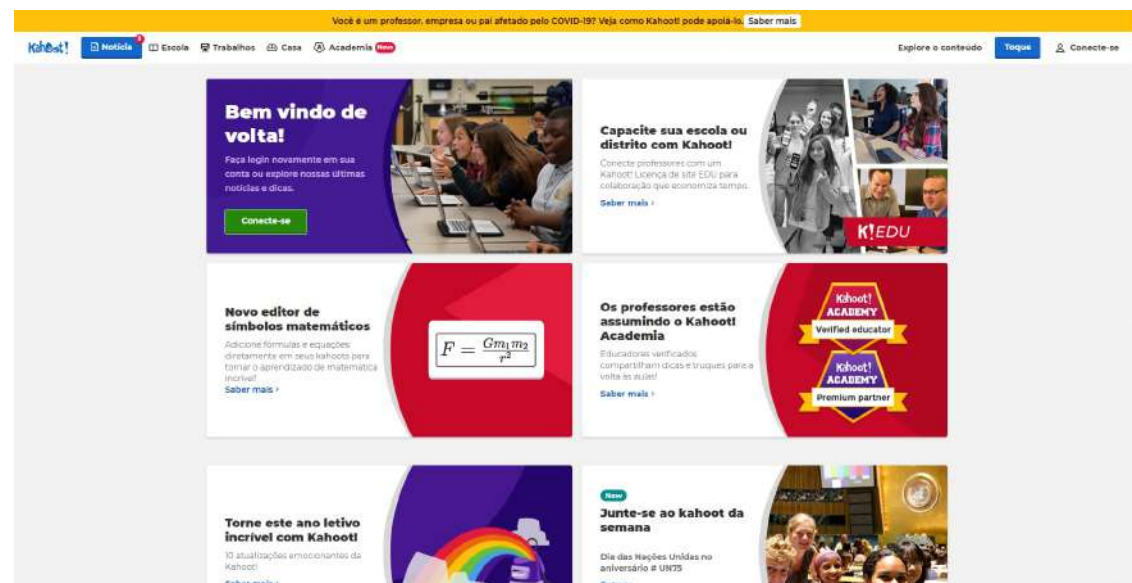 Você é um professor, empresa ou pai afetado pelo COVID-19? Veja como Kahoot! pode apoiá-lo. Saber mais
Kahoot! Notícia Escola Trabalhos Casa Academia New Explore o conteúdo Toque Conecte-se
Bem vindo de
volta!
Faça login novamente em sua
conta ou explore nossas últimas
notícias e dicas.
Conecte-se
Capacite sua escola ou
distrito com Kahoot!
Conecte professores com um
Kahoot! Licença de site EDU para
colaboração que economiza tempo.
Saber mais ›
K!EDU
Novo editor de
símbolos matemáticos
Adicione fórmulas e equações
diretamente em seus kahoots para
tornar o aprendizado de matemática
incrível!
Saber mais ›
F = Gm₁m₂ / r²
Os professores estão
assumindo o Kahoot!
Academia
Educadores verificados
compartilham dicas e truques para a
volta às aulas!
Saber mais ›
Kahoot!
ACADEMY
Verified educator
Kahoot!
ACADEMY
Premium partner
Torne este ano letivo
incrível com Kahoot!
10 atualizações emocionantes da
Kahoot!
Saber mais ›
New
Junte-se ao kahoot da
semana
Dia das Nações Unidas no
aniversário # UN75